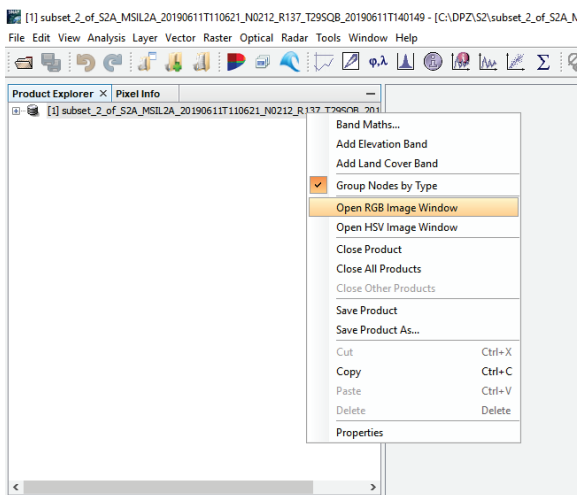 [1] subset_2_of_S2A_MSIL2A_20190611T110621_N0212_R137_T29SQB_20190611T140149 - [C:\DPZ\S2\subset_2_of_S2A_M
File Edit View Analysis Layer Vector Raster Optical Radar Tools Window Help
φ,λ Σ
Product Explorer × Pixel Info
[1] subset_2_of_S2A_MSIL2A_20190611T110621_N0212_R137_T29SQB_201
Band Maths...
Add Elevation Band
Add Land Cover Band
Group Nodes by Type
Open RGB Image Window
Open HSV Image Window
Close Product
Close All Products
Close Other Products
Save Product
Save Product As...
Cut Ctrl+X
Copy Ctrl+C
Paste Ctrl+V
Delete Delete
Properties